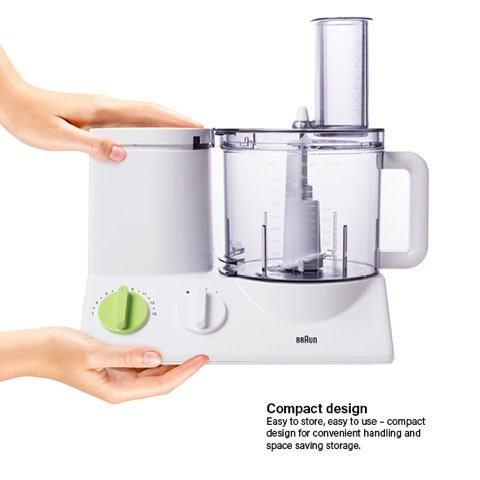 BRAUN
Compact design
Easy to store, easy to use – compact
design for convenient handling and
space saving storage.